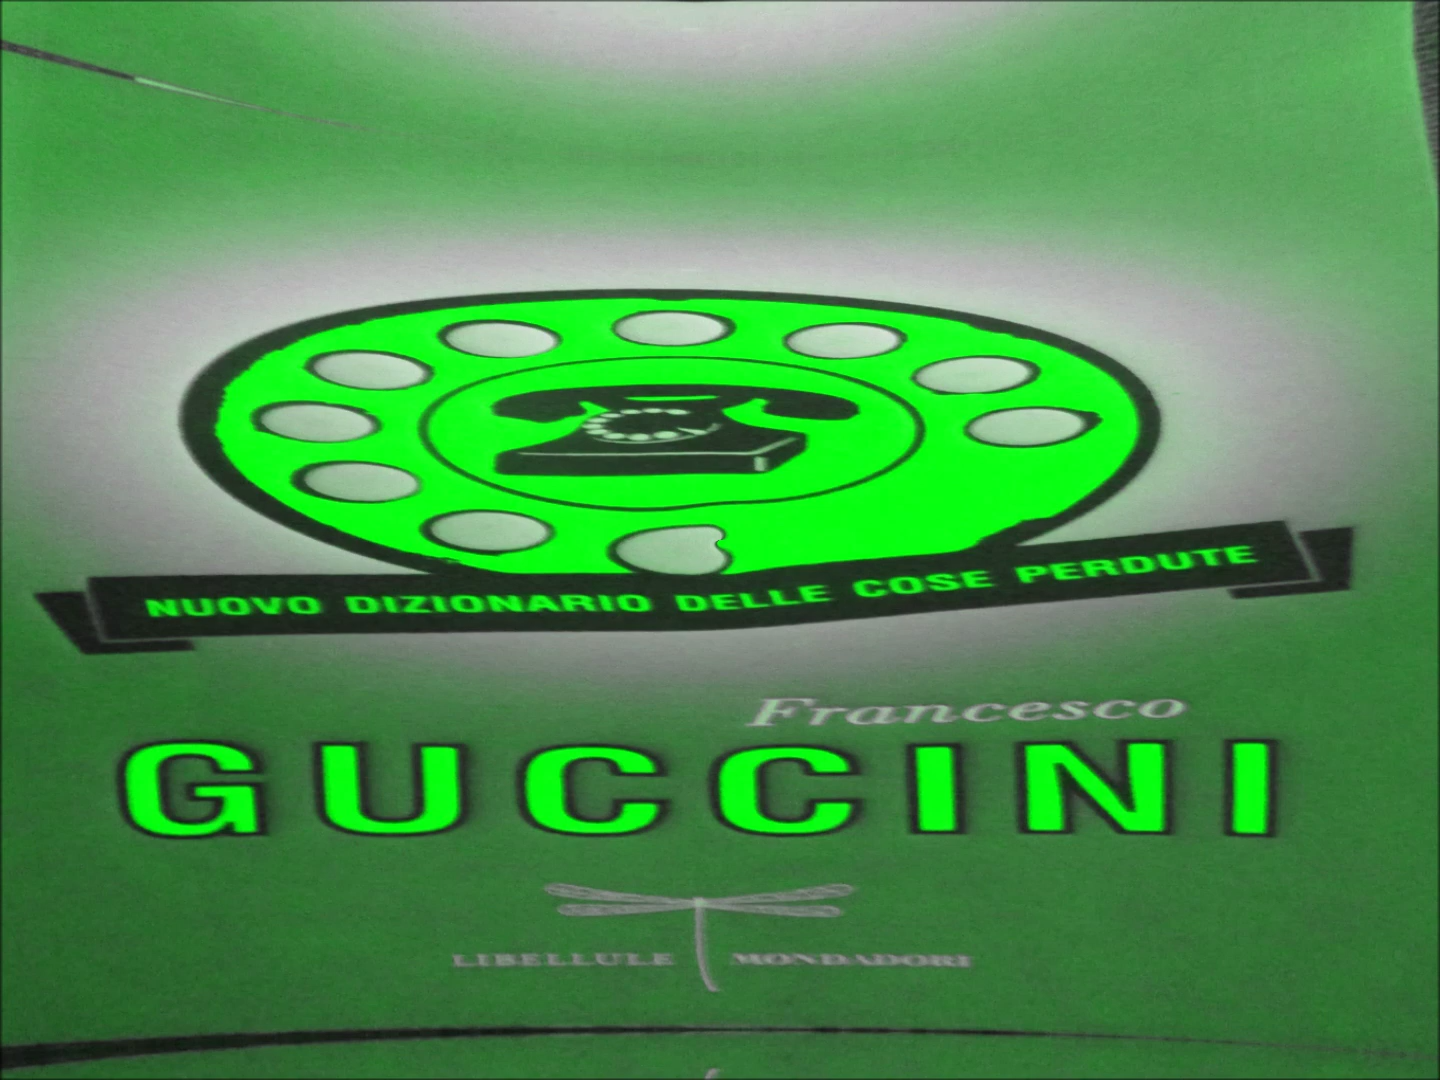 NUOVO DIZIONARIO DELLE COSE PERDUTE
Francesco
GUCCINI
LIBELLULE MONDADORI